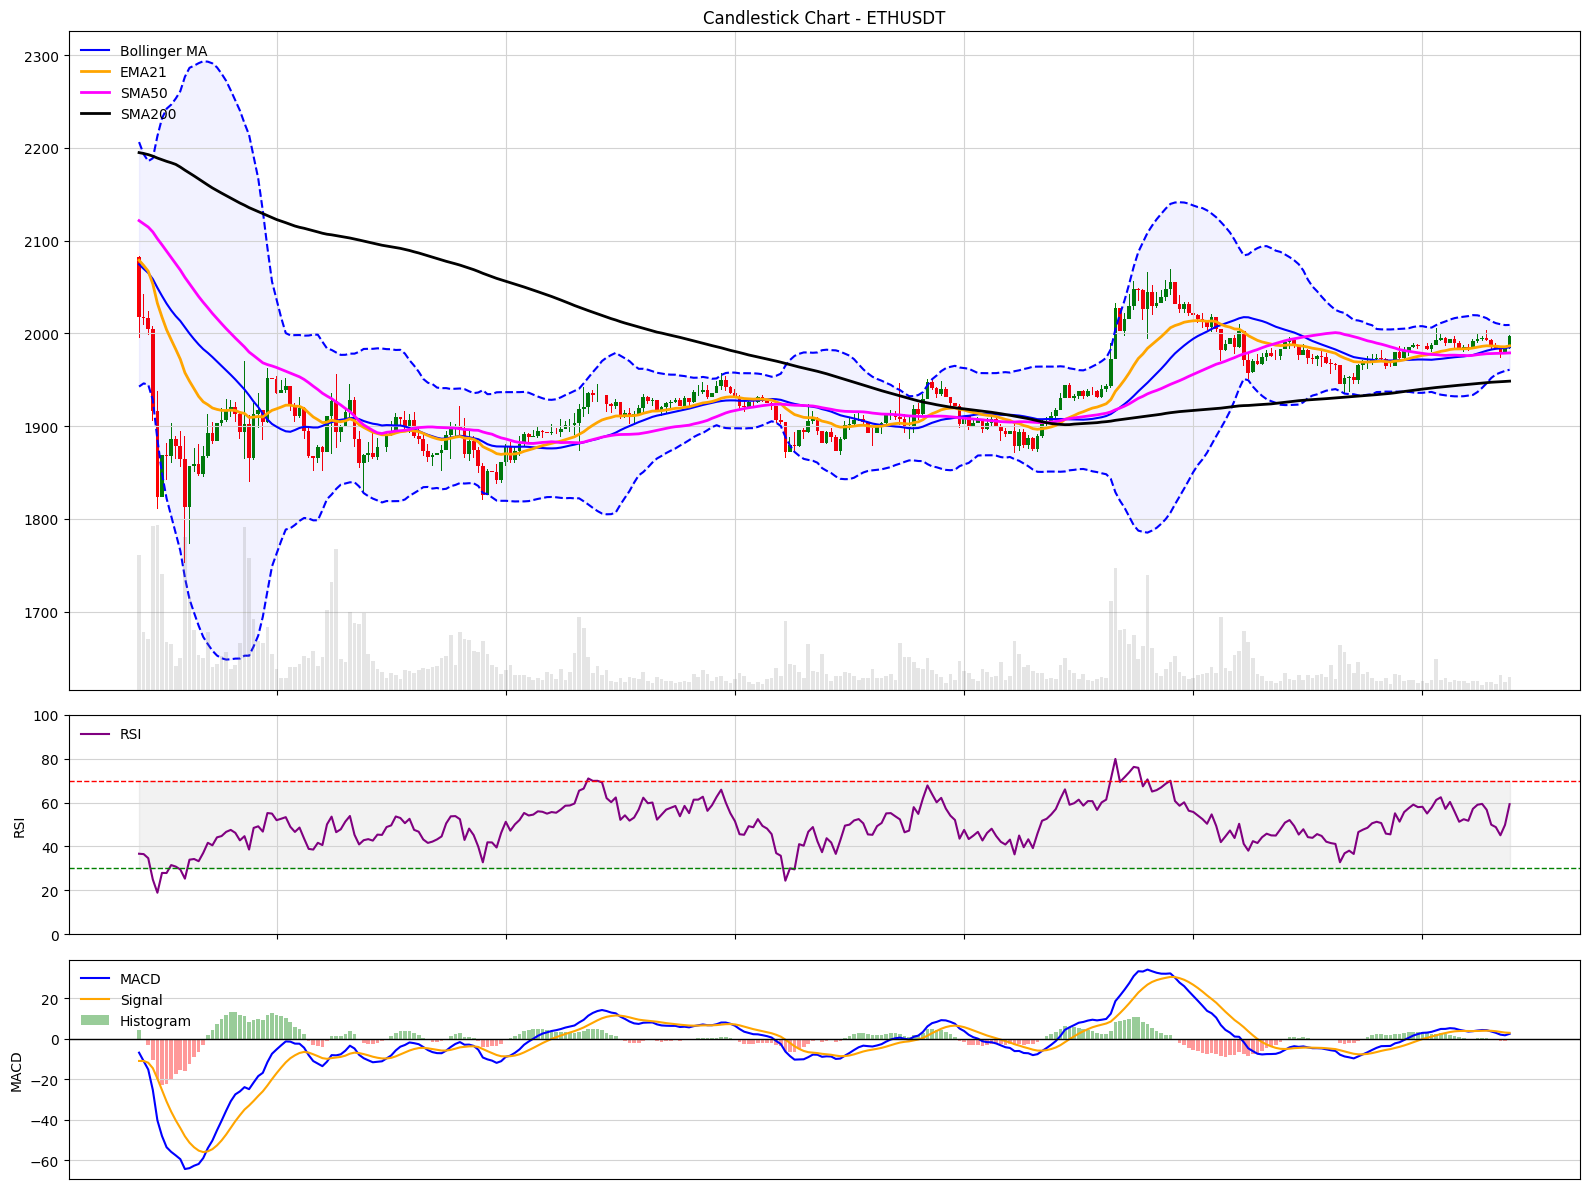 Candlestick Chart - ETHUSDT
Bollinger MA
EMA21
SMA50
SMA200
2300
2200
2100
2000
1900
1800
1700
RSI
100
80
60
40
20
0
RSI
MACD
Signal
Histogram
20
0
−20
−40
−60
MACD